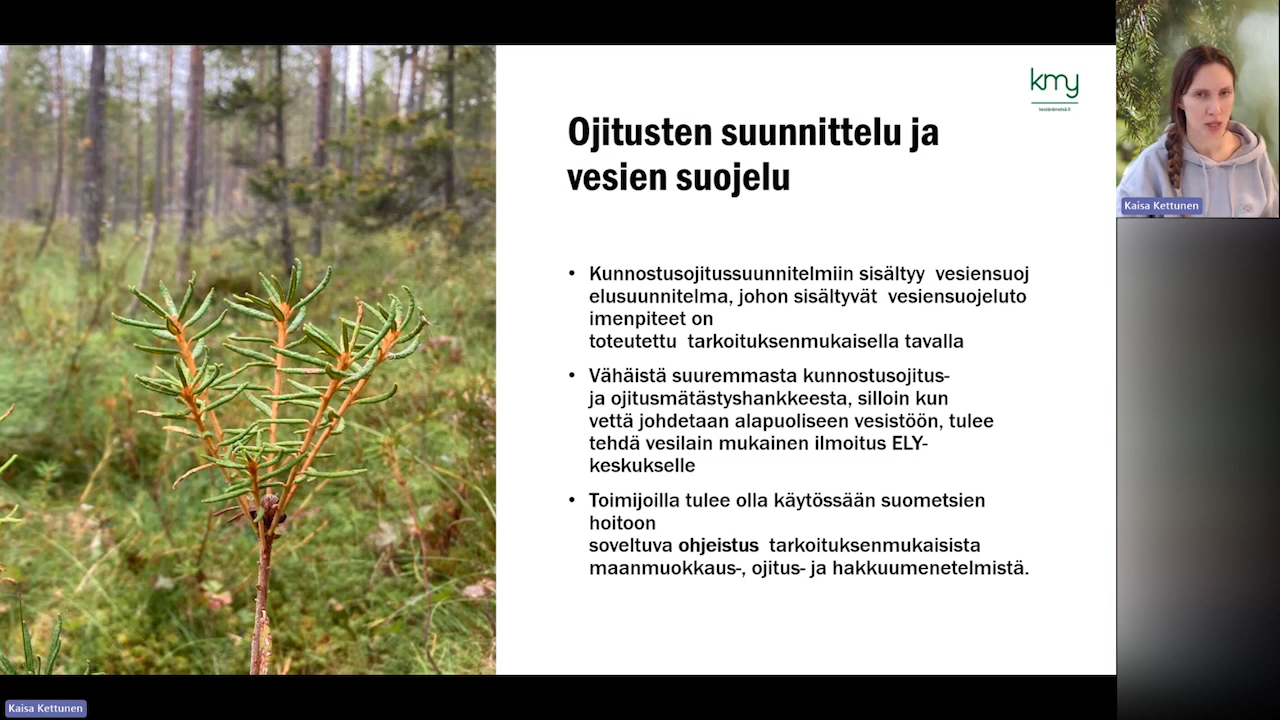 kmy
kestävämetsä.fi
Ojitusten suunnittelu ja
vesien suojelu
• Kunnostusojitussuunnitelmiin sisältyy vesiensuoj
elusuunnitelma, johon sisältyvät vesiensuojeluto
imenpiteet on
toteutettu tarkoituksenmukaisella tavalla
• Vähäistä suuremmasta kunnostusojitus-
ja ojitusmätästyshankkeesta, silloin kun
vettä johdetaan alapuoliseen vesistöön, tulee
tehdä vesilain mukainen ilmoitus ELY-
keskukselle
• Toimijoilla tulee olla käytössään suometsien
hoitoon
soveltuva ohjeistus tarkoituksenmukaisista
maanmuokkaus-, ojitus- ja hakkuumenetelmistä.
Kaisa Kettunen
Kaisa Kettunen